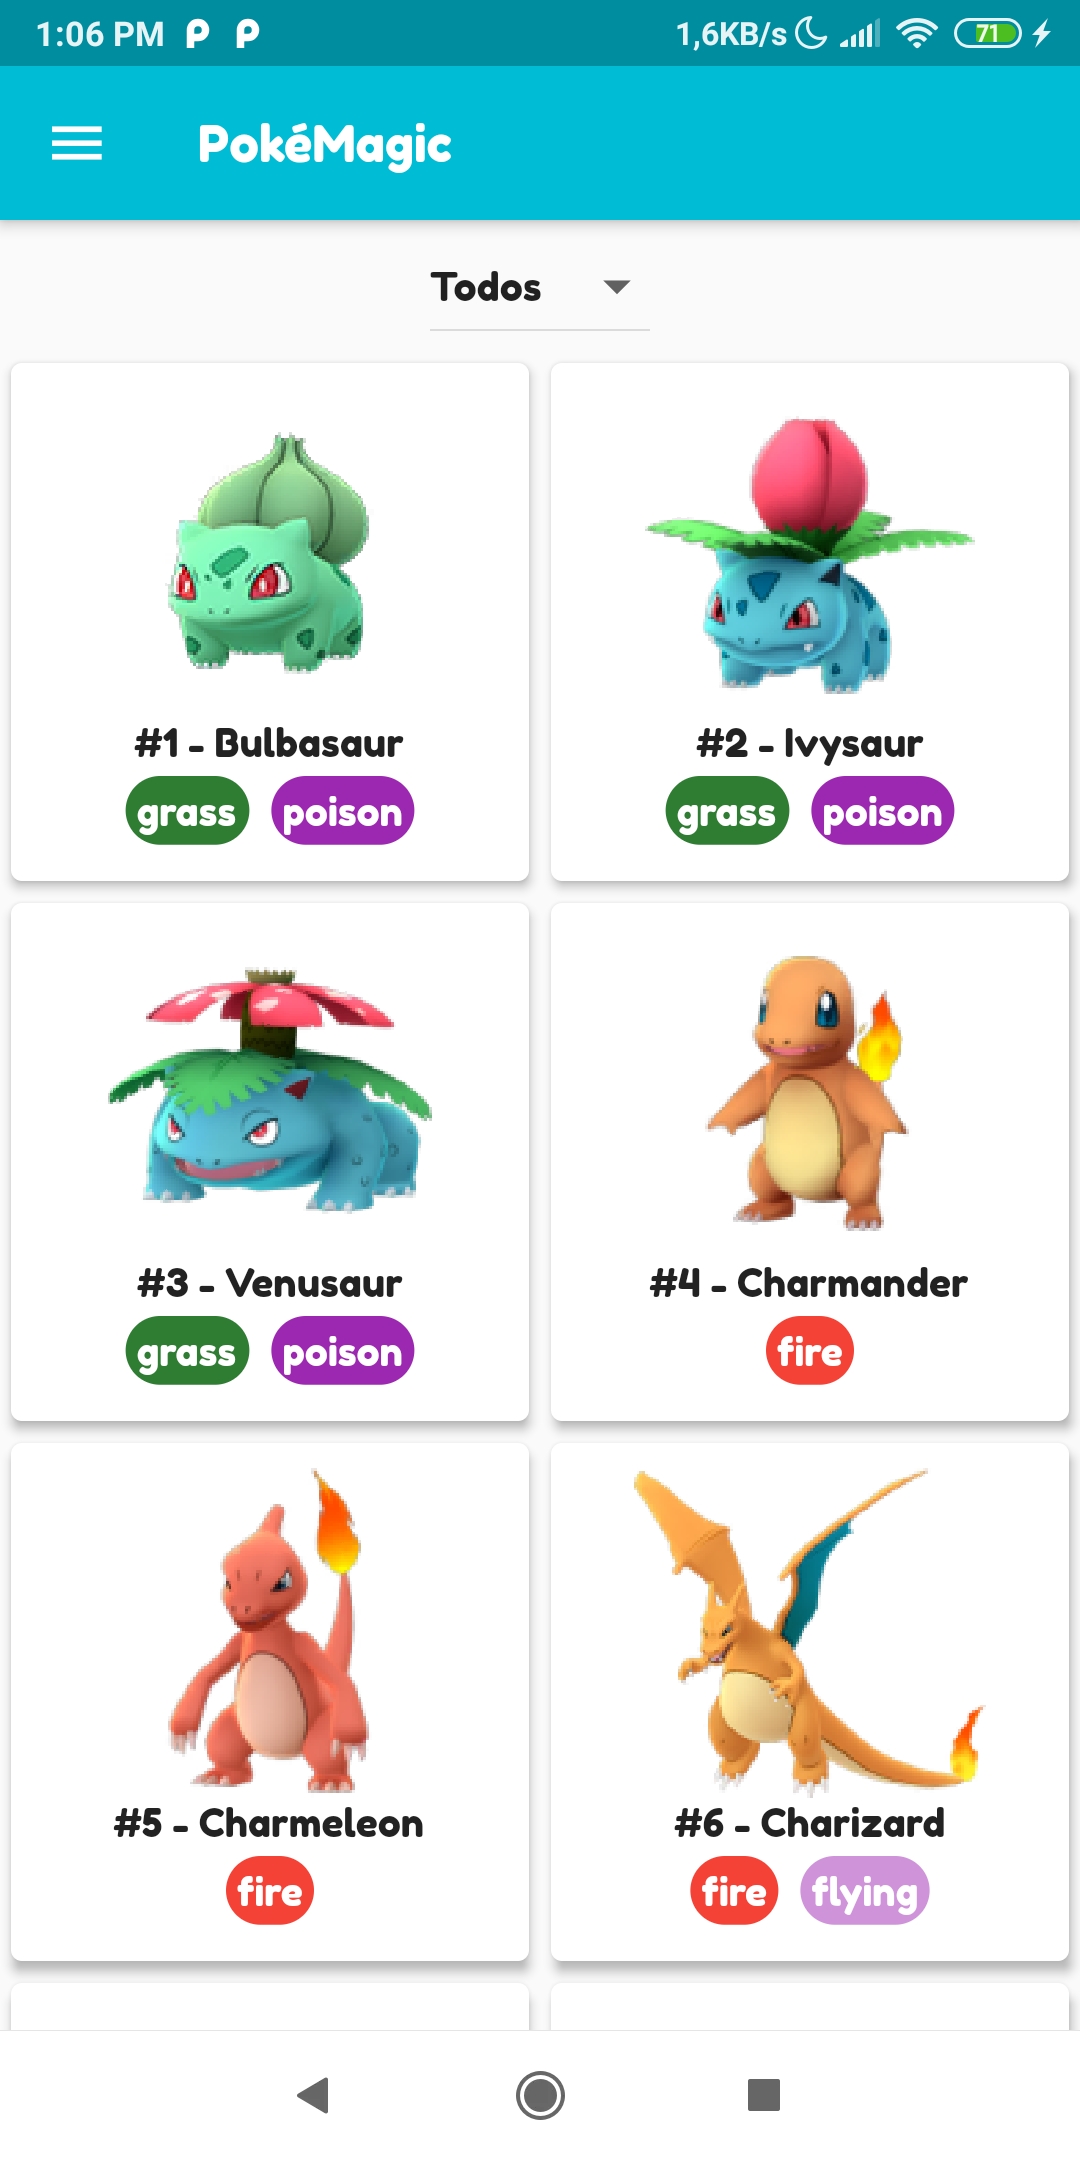 1:06 PM P P 1,6KB/s 71
PokéMagic
Todos
#1 - Bulbasaur
grass poison
#2 - Ivysaur
grass poison
#3 - Venusaur
grass poison
#4 - Charmander
fire
#5 - Charmeleon
fire
#6 - Charizard
fire flying